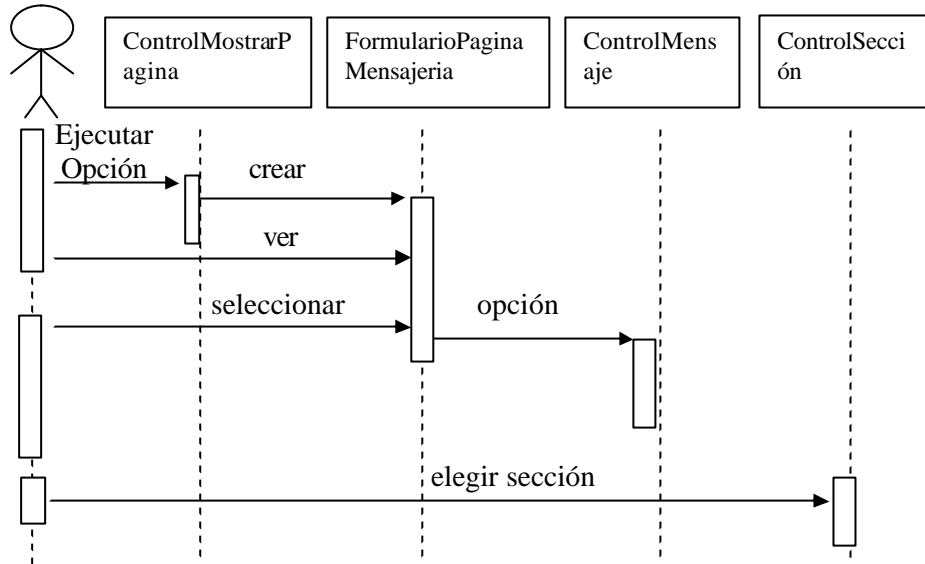 ControlMostrarP
agina
FormularioPagina
Mensajeria
ControlMens
aje
ControlSecci
ón
Ejecutar
Opción
crear
ver
seleccionar
opción
elegir sección